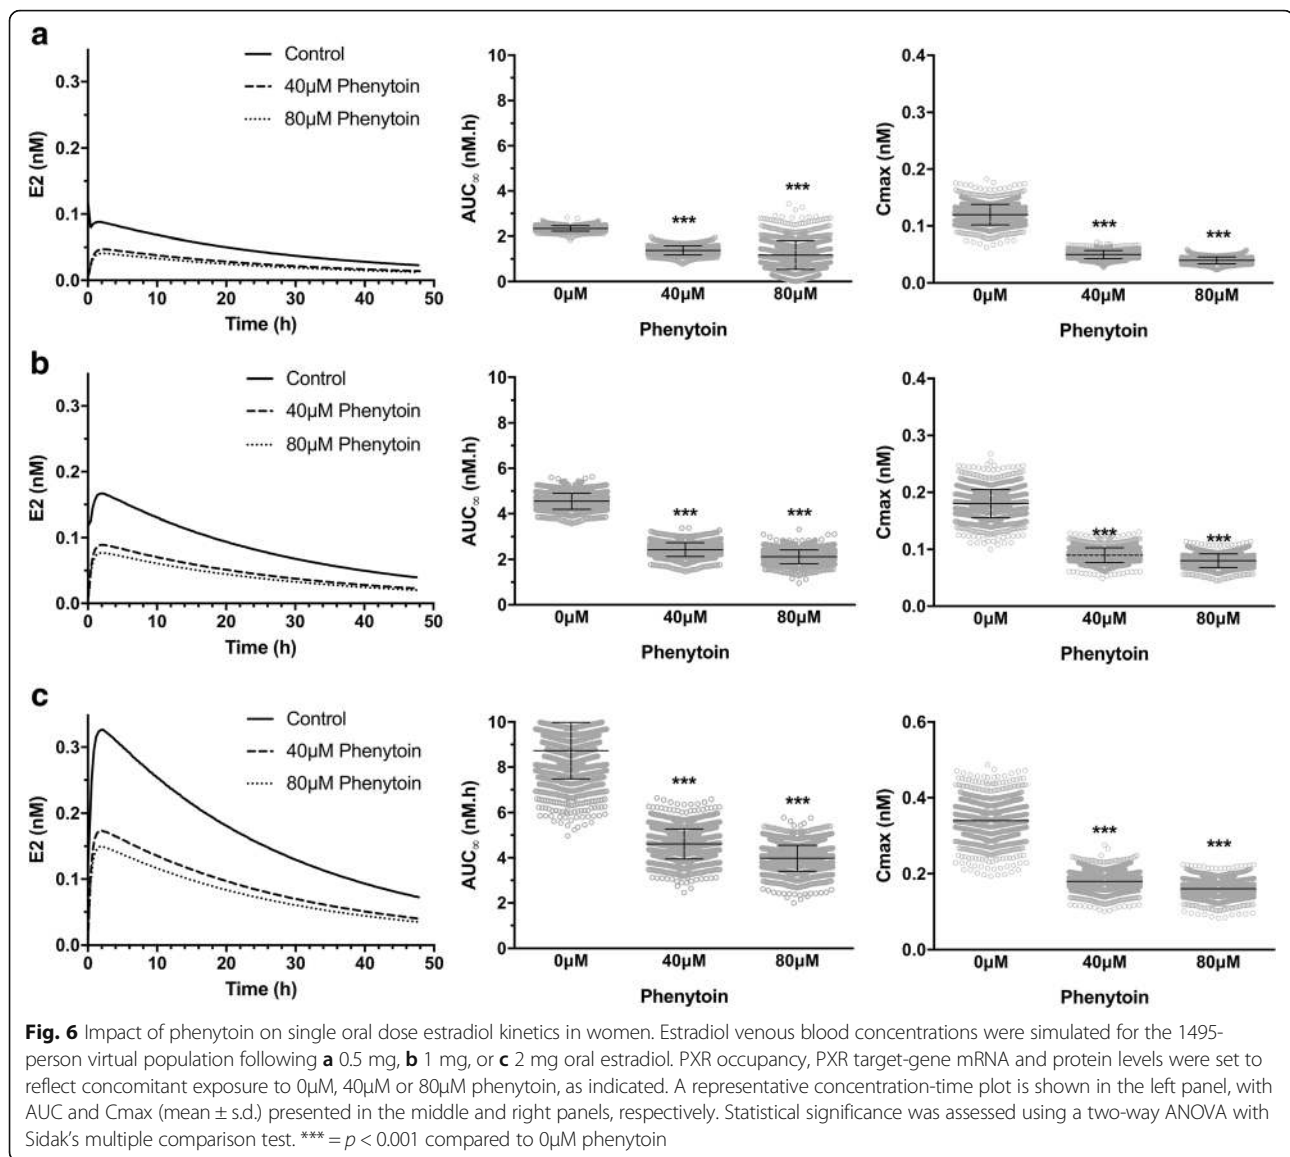 a
Control
40µM Phenytoin
80µM Phenytoin
E2 (nM)
0.3
0.2
0.1
0.0
0 10 20 30 40 50
Time (h)
AUC∞ (nM.h)
10
8
6
4
2
0
***
***
0µM 40µM 80µM
Phenytoin
Cmax (nM)
0.4
0.3
0.2
0.1
0.0
***
***
0µM 40µM 80µM
Phenytoin
b
Control
40µM Phenytoin
80µM Phenytoin
E2 (nM)
0.3
0.2
0.1
0.0
0 10 20 30 40 50
Time (h)
AUC∞ (nM.h)
10
8
6
4
2
0
***
***
0µM 40µM 80µM
Phenytoin
Cmax (nM)
0.4
0.3
0.2
0.1
0.0
***
***
0µM 40µM 80µM
Phenytoin
c
Control
40µM Phenytoin
80µM Phenytoin
E2 (nM)
0.3
0.2
0.1
0.0
0 10 20 30 40 50
Time (h)
AUC∞ (nM.h)
10
8
6
4
2
0
***
***
0µM 40µM 80µM
Phenytoin
Cmax (nM)
0.6
0.4
0.2
0.0
***
***
0µM 40µM 80µM
Phenytoin
Fig. 6 Impact of phenytoin on single oral dose estradiol kinetics in women. Estradiol venous blood concentrations were simulated for the 1495-
person virtual population following a 0.5 mg, b 1 mg, or c 2 mg oral estradiol. PXR occupancy, PXR target-gene mRNA and protein levels were set to
reflect concomitant exposure to 0µM, 40µM or 80µM phenytoin, as indicated. A representative concentration-time plot is shown in the left panel, with
AUC and Cmax (mean ± s.d.) presented in the middle and right panels, respectively. Statistical significance was assessed using a two-way ANOVA with
Sidak's multiple comparison test. *** = p < 0.001 compared to 0µM phenytoin